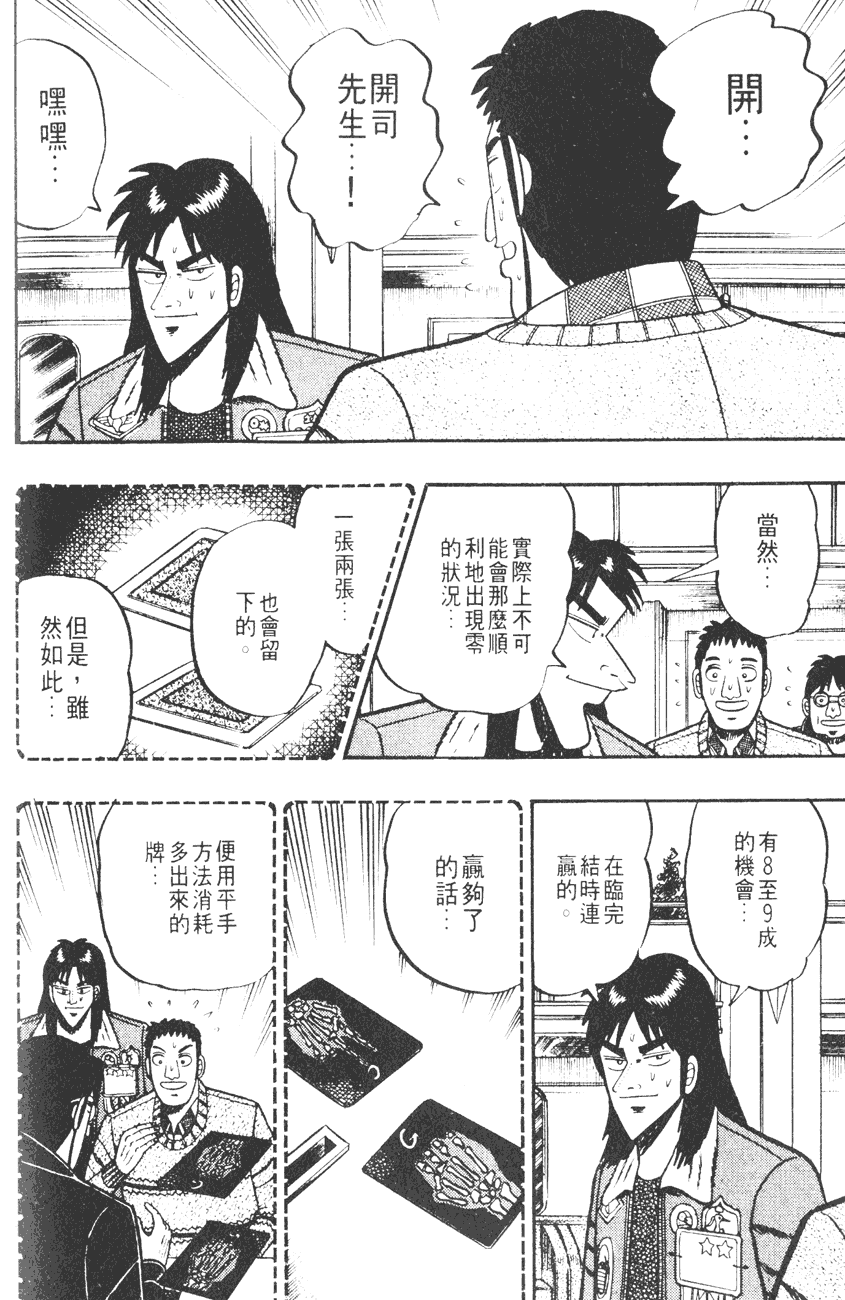 開…
開司
先生…！
嘿嘿…
當然…
實際上不可
能會那麼順
利地出現零
的狀況…
一張兩張…
也會留
下的。
但是，雖
然如此…
有8至9成
的機會…
在臨完
結時連
贏的。
贏夠了
的話…
便用平手
方法消耗
多出來的
牌…